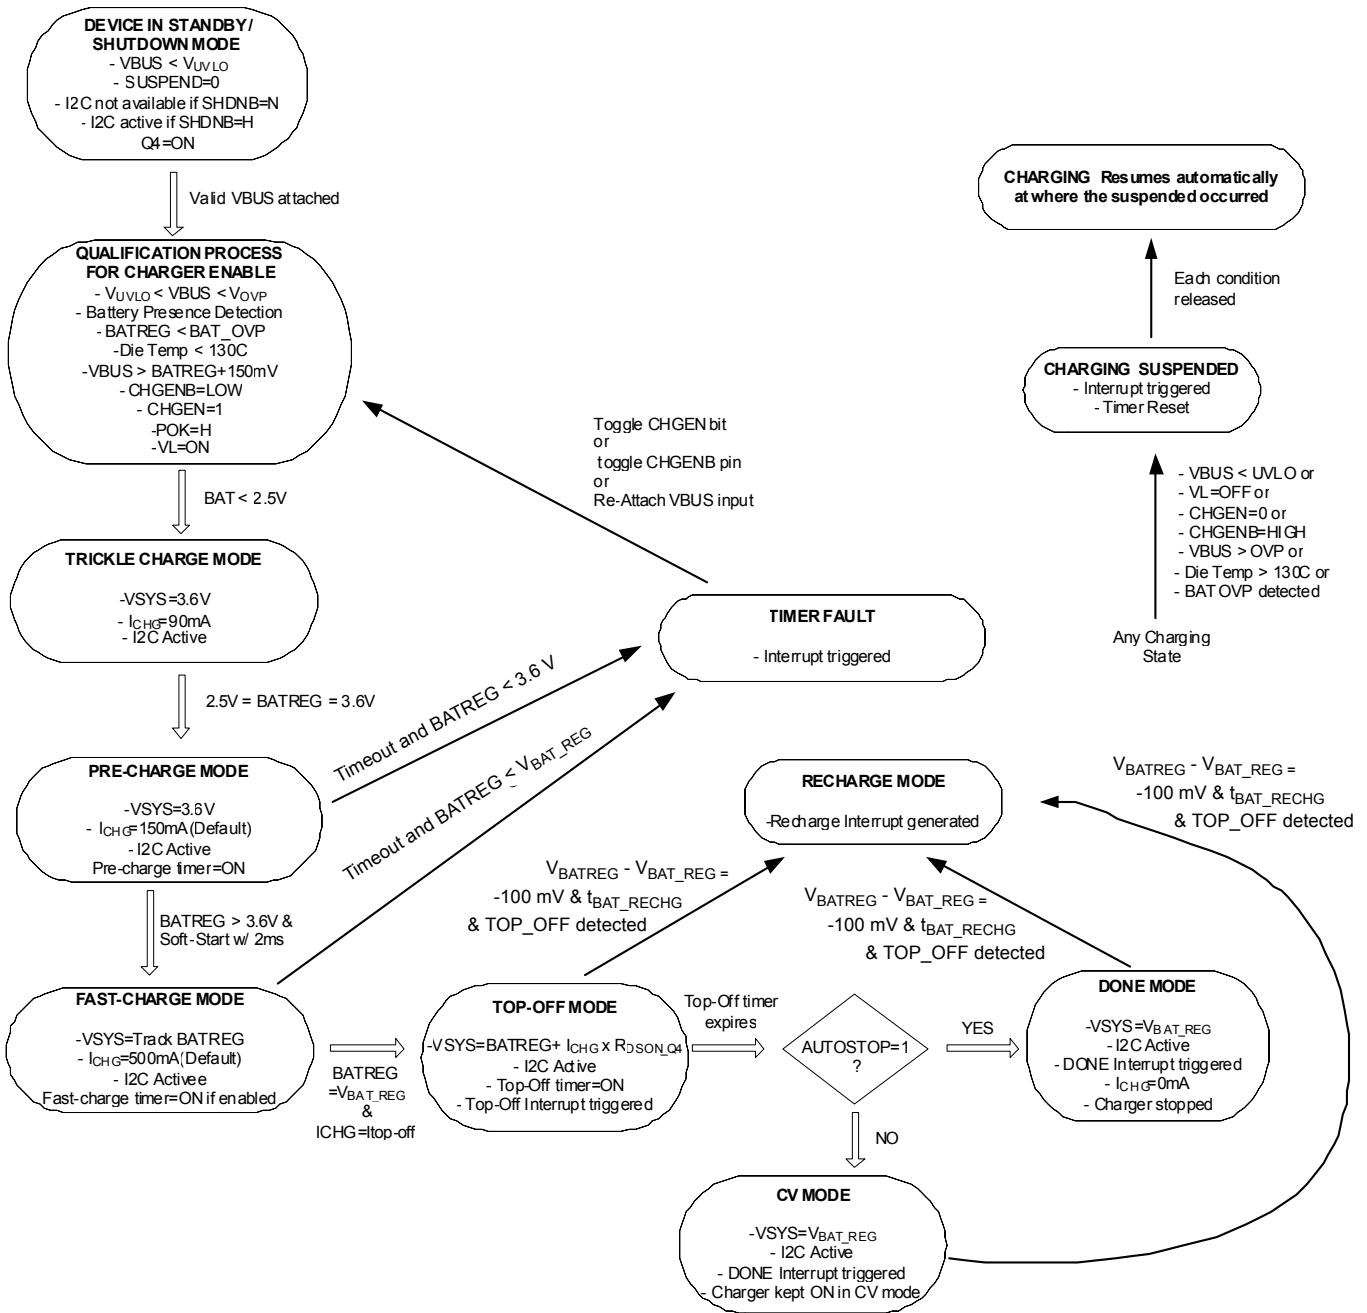 DEVICE IN STANDBY/
SHUTDOWN MODE
- VBUS < VUVLO
- SUSPEND=0
- I2C not available if SHDNB=N
- I2C active if SHDNB=H
Q4=ON
Valid VBUS attached
QUALIFICATION PROCESS
FOR CHARGER ENABLE
- VUVLO < VBUS < VOVP
- Battery Presence Detection
- BATREG < BAT_OVP
-Die Temp < 130C
-VBUS > BATREG+150mV
- CHGENB=LOW
- CHGEN=1
-POK=H
-VL=ON
BAT < 2.5V
TRICKLE CHARGE MODE
-VSYS=3.6V
- ICHG=90mA
- I2C Active
2.5V = BATREG = 3.6V
PRE-CHARGE MODE
-VSYS=3.6V
- ICHG=150mA(Default)
- I2C Active
Pre-charge timer=ON
BATREG > 3.6V &
Soft-Start w/ 2ms
FAST-CHARGE MODE
-VSYS=Track BATREG
- ICHG=500mA(Default)
- I2C Activee
Fast-charge timer=ON if enabled
BATREG
=VBAT_REG
&
ICHG=Itop-off
Timeout and BATREG < 3.6 V
Timeout and BATREG < VBAT_REG
TIMER FAULT
- Interrupt triggered
Toggle CHGEN bit
or
toggle CHGENB pin
or
Re-Attach VBUS input
TOP-OFF MODE
-VSYS=BATREG+ ICHG x RDSON_Q4
- I2C Active
- Top-Off timer=ON
- Top-Off Interrupt triggered
VBATREG - VBAT_REG =
-100 mV & tBAT_RECHG
& TOP_OFF detected
RECHARGE MODE
-Recharge Interrupt generated
Top-Off timer
expires
AUTOSTOP=1
?
YES
NO
VBATREG - VBAT_REG =
-100 mV & tBAT_RECHG
& TOP_OFF detected
DONE MODE
-VSYS=VBAT_REG
- I2C Active
- DONE Interrupt triggered
- ICHG=0mA
- Charger stopped
CV MODE
-VSYS=VBAT_REG
- I2C Active
- DONE Interrupt triggered
- Charger kept ON in CV mode
VBATREG - VBAT_REG =
-100 mV & tBAT_RECHG
& TOP_OFF detected
CHARGING Resumes automatically
at where the suspended occurred
Each condition
released
CHARGING SUSPENDED
- Interrupt triggered
- Timer Reset
- VBUS < UVLO or
- VL=OFF or
- CHGEN=0 or
- CHGENB=HIGH
- VBUS > OVP or
- Die Temp > 130C or
- BAT OVP detected
Any Charging
State